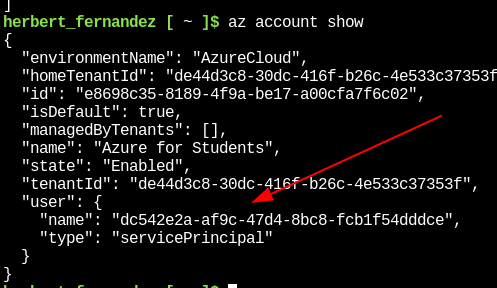 ]
herbert_fernandez [ ~ ]$ az account show
{
  "environmentName": "AzureCloud",
  "homeTenantId": "de44d3c8-30dc-416f-b26c-4e533c37353f
  "id": "e8698c35-8189-4f9a-be17-a00cfa7f6c02",
  "isDefault": true,
  "managedByTenants": [],
  "name": "Azure for Students",
  "state": "Enabled",
  "tenantId": "de44d3c8-30dc-416f-b26c-4e533c37353f",
  "user": {
    "name": "dc542e2a-af9c-47d4-8bc8-fcb1f54dddce",
    "type": "servicePrincipal"
  }
}
herbert_fernandez [ ~ ]$